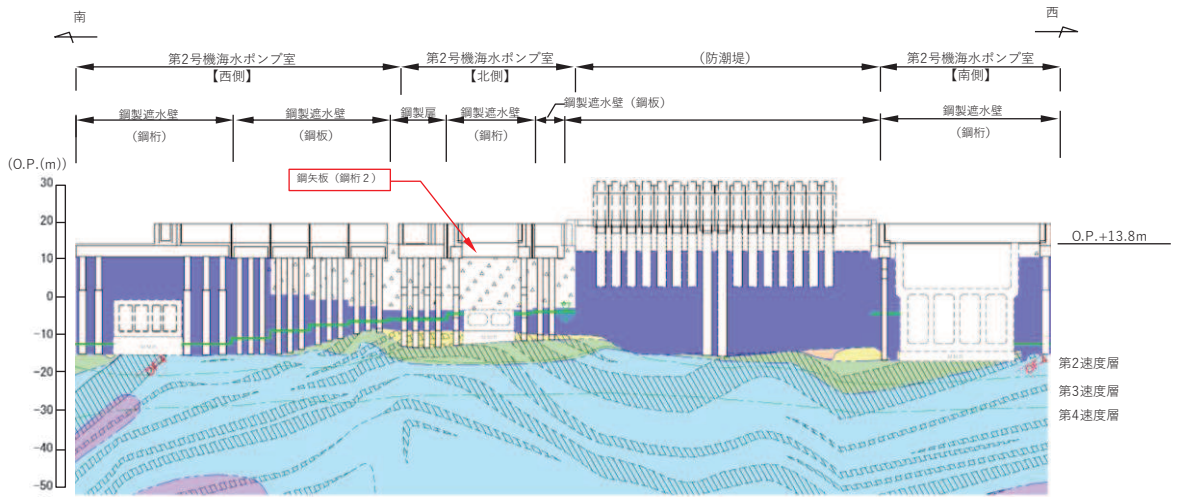 南
西
第2号機海水ポンプ室
【西側】
第2号機海水ポンプ室
【北側】
(防潮堤)
第2号機海水ポンプ室
【南側】
鋼製遮水壁
(鋼桁)
鋼製遮水壁
(鋼板)
鋼製扉
鋼製遮水壁
(鋼桁)
鋼製遮水壁（鋼板）
鋼製遮水壁
(鋼桁)
(O.P.(m))
鋼矢板（鋼桁２）
30
20
10
0
-10
-20
-30
-40
-50
O.P.+13.8m
第2速度層
第3速度層
第4速度層